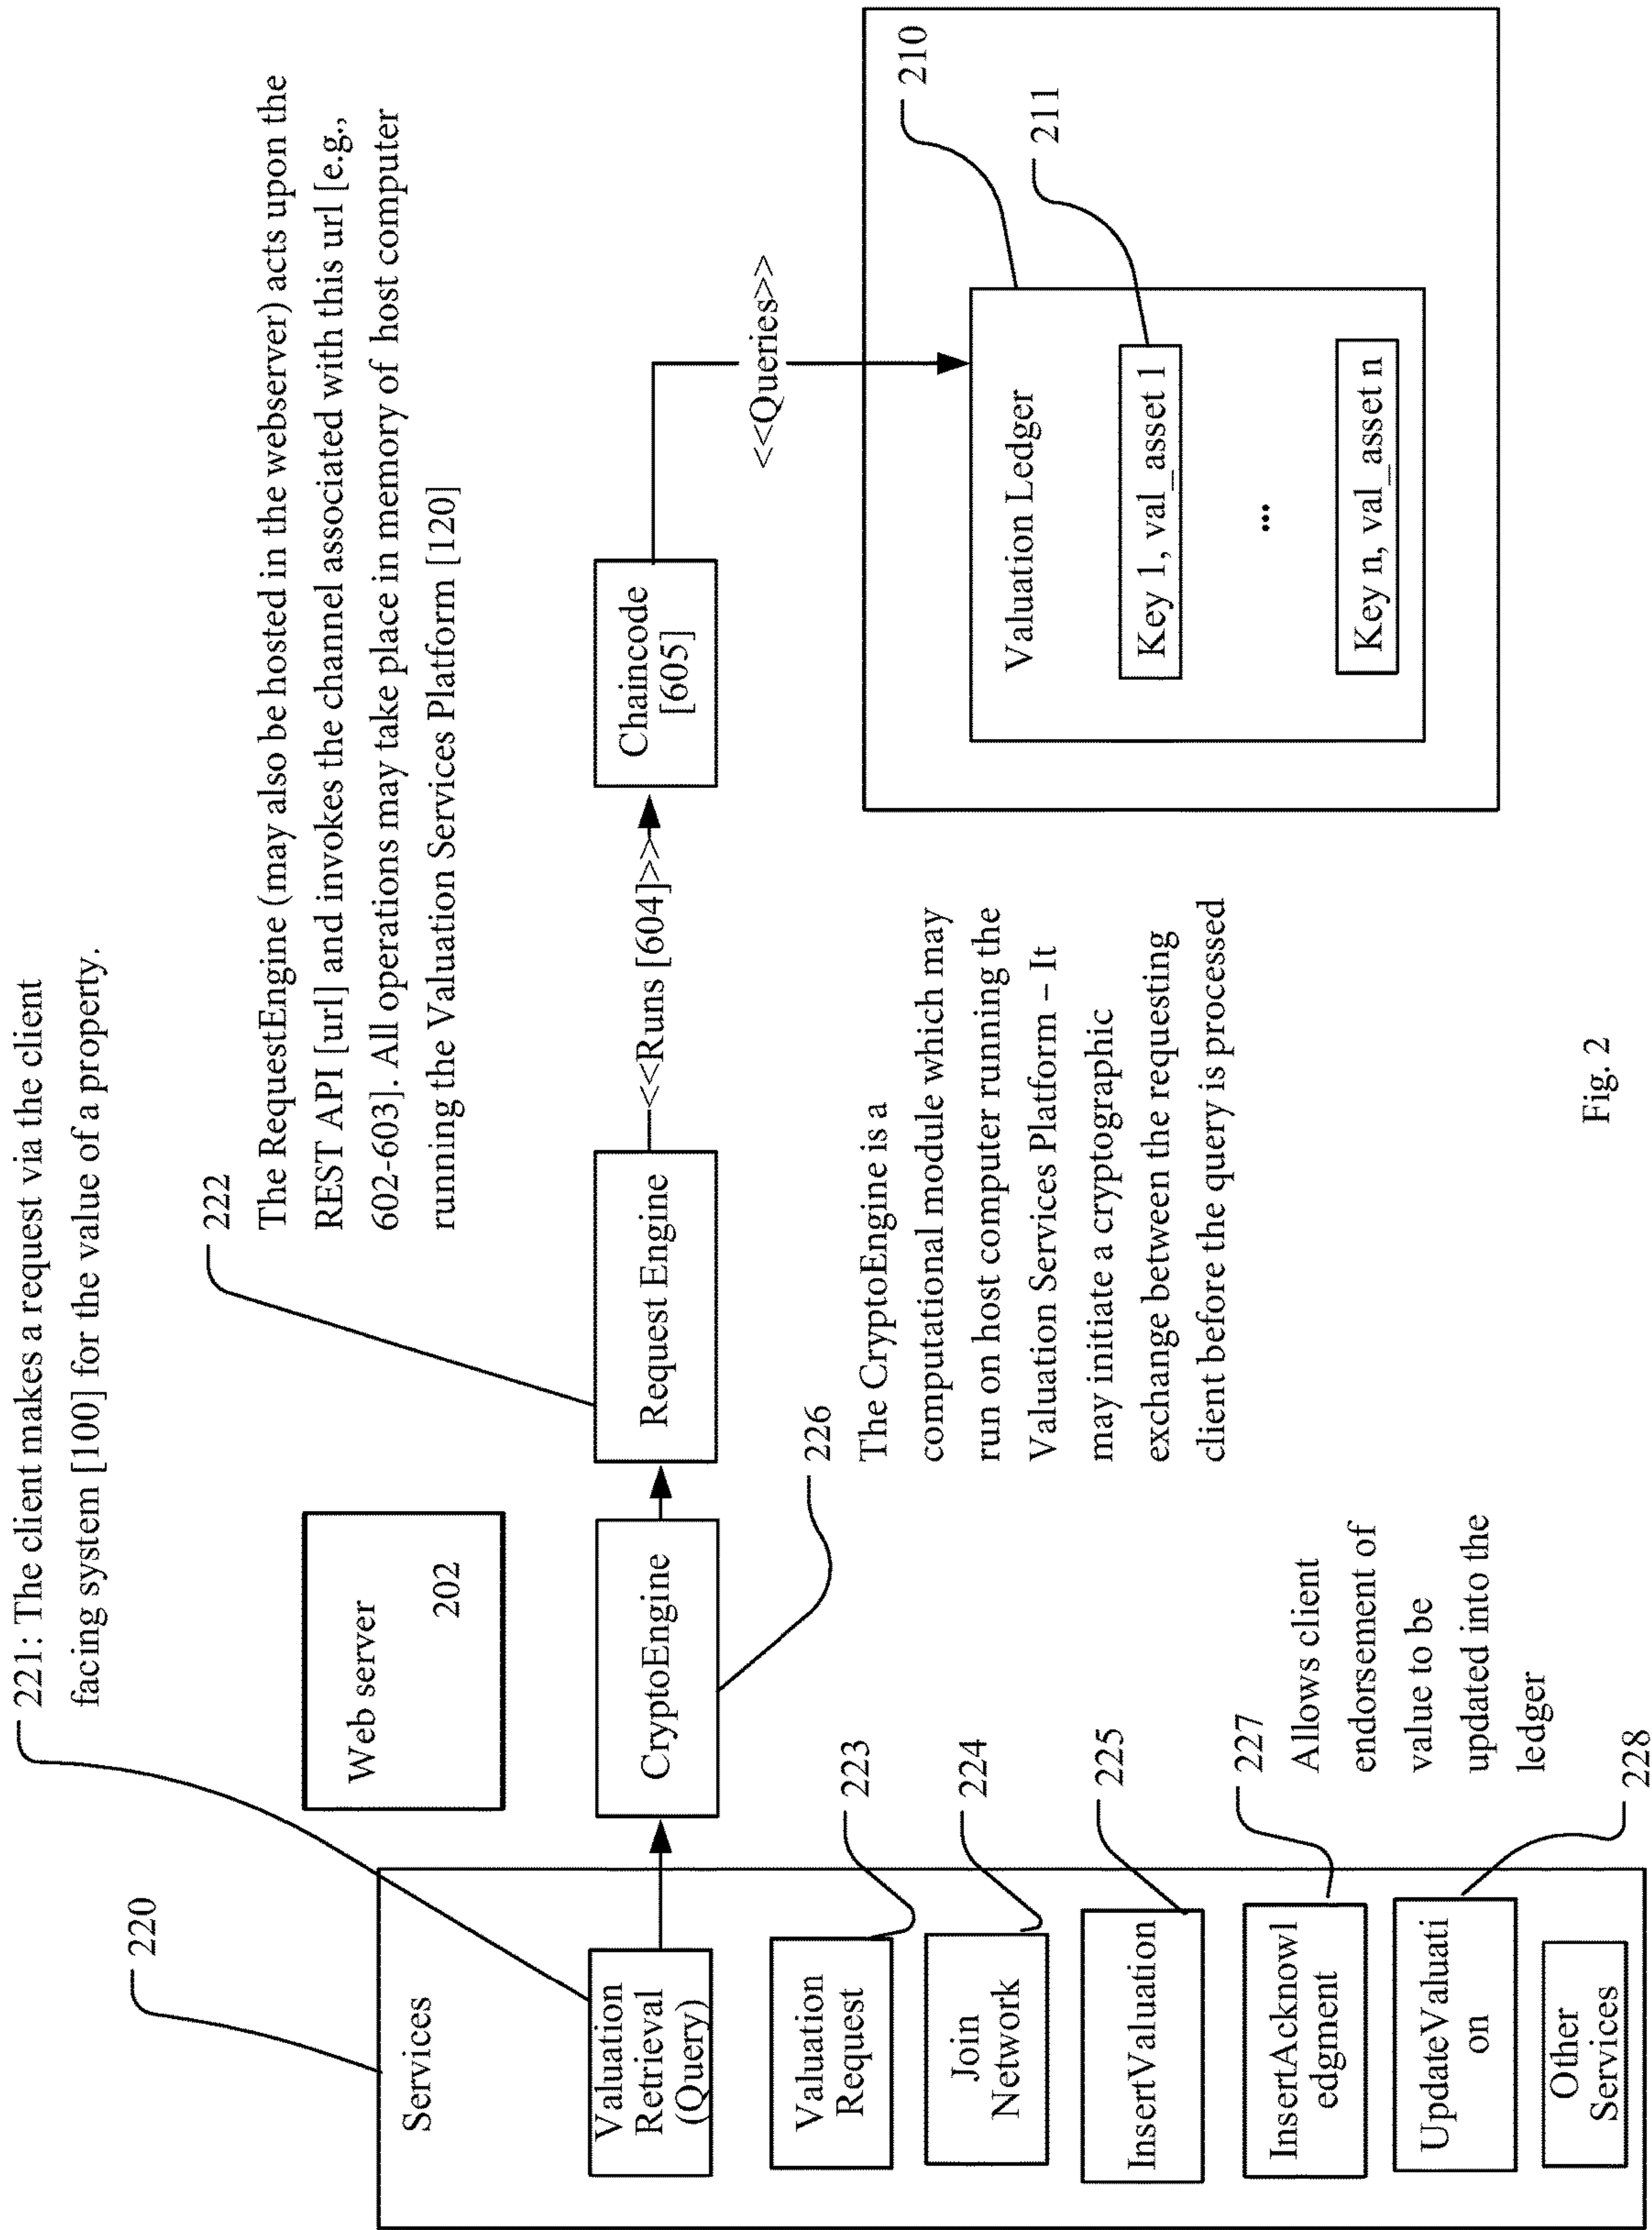 221: The client makes a request via the client
facing system [100] for the value of a property.
220
222
The RequestEngine (may also be hosted in the webserver) acts upon the
REST API [url] and invokes the channel associated with this url [e.g.,
602-603]. All operations may take place in memory of host computer
running the Valuation Services Platform [120]
Web server
202
Services
Valuation
Retrieval
(Query)
CryptoEngine
Request Engine
<<Runs [604]>>
Chaincode
[605]
<<Queries>>
226
The CryptoEngine is a
computational module which may
run on host computer running the
Valuation Services Platform – It
may initiate a cryptographic
exchange between the requesting
client before the query is processed
Valuation
Request
223
Join
Network
224
InsertValuation
225
InsertAcknowl
edgment
227
Allows client
endorsement of
value to be
updated into the
ledger
UpdateValuati
on
228
Other
Services
210
Valuation Ledger
211
Key 1, val_asset 1
...
Key n, val_asset n
Fig. 2